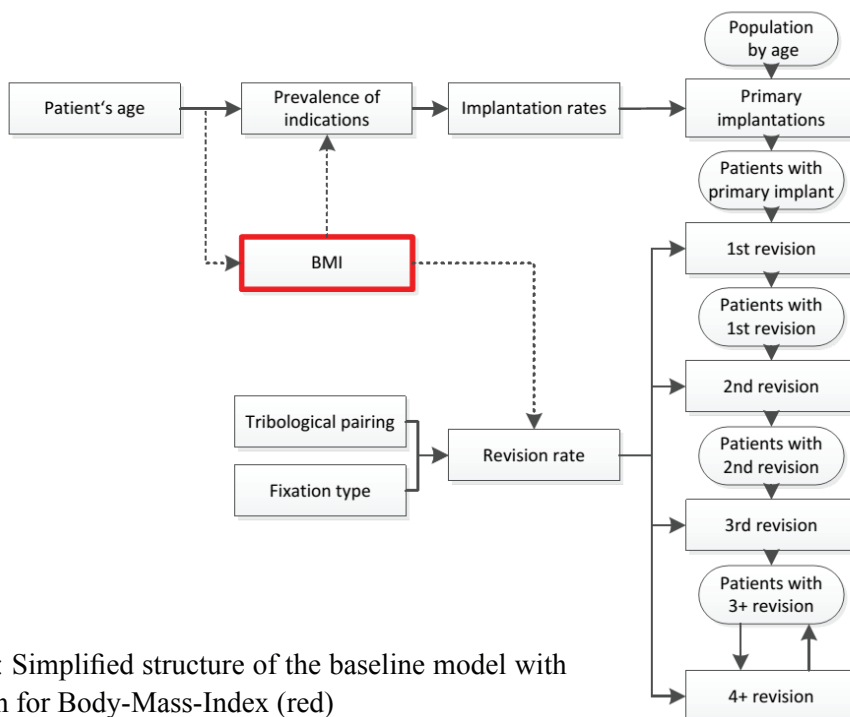 Population
by age
Patient‘s age
Prevalence of
indications
Implantation rates
Primary
implantations
Patients with
primary implant
BMI
1st revision
Patients with
1st revision
2nd revision
Tribological pairing
Patients with
2nd revision
Revision rate
Fixation type
3rd revision
Patients with
3+ revision
4+ revision
: Simplified structure of the baseline model with
for Body-Mass-Index (red)